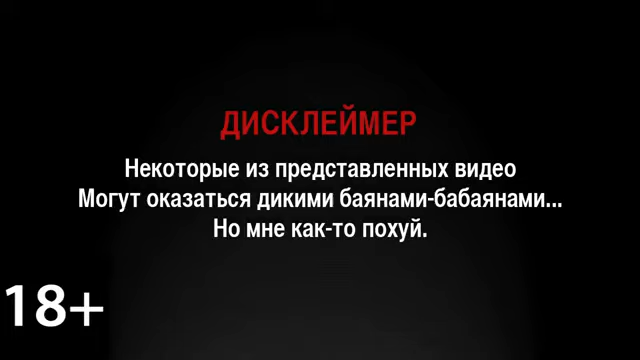 ДИСКЛЕЙМЕР
Некоторые из представленных видео
Могут оказаться дикими баянами-бабаянами...
Но мне как-то похуй.
18+